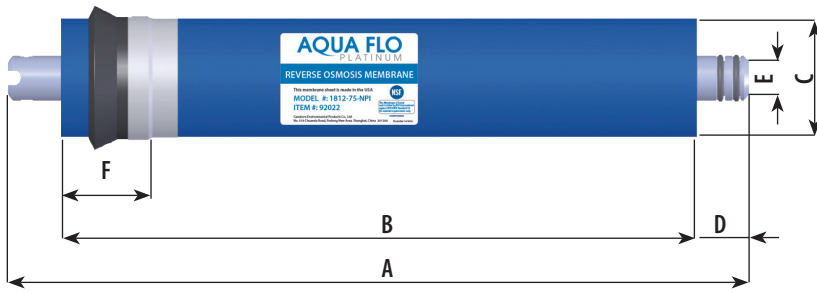 AQUA FLO
PLATINUM
REVERSE OSMOSIS MEMBRANE
This membrane sheet is made in the USA
MODEL #: 1812-75-NPI
ITEM #: 92022
NSF
E
C
F
B
D
A